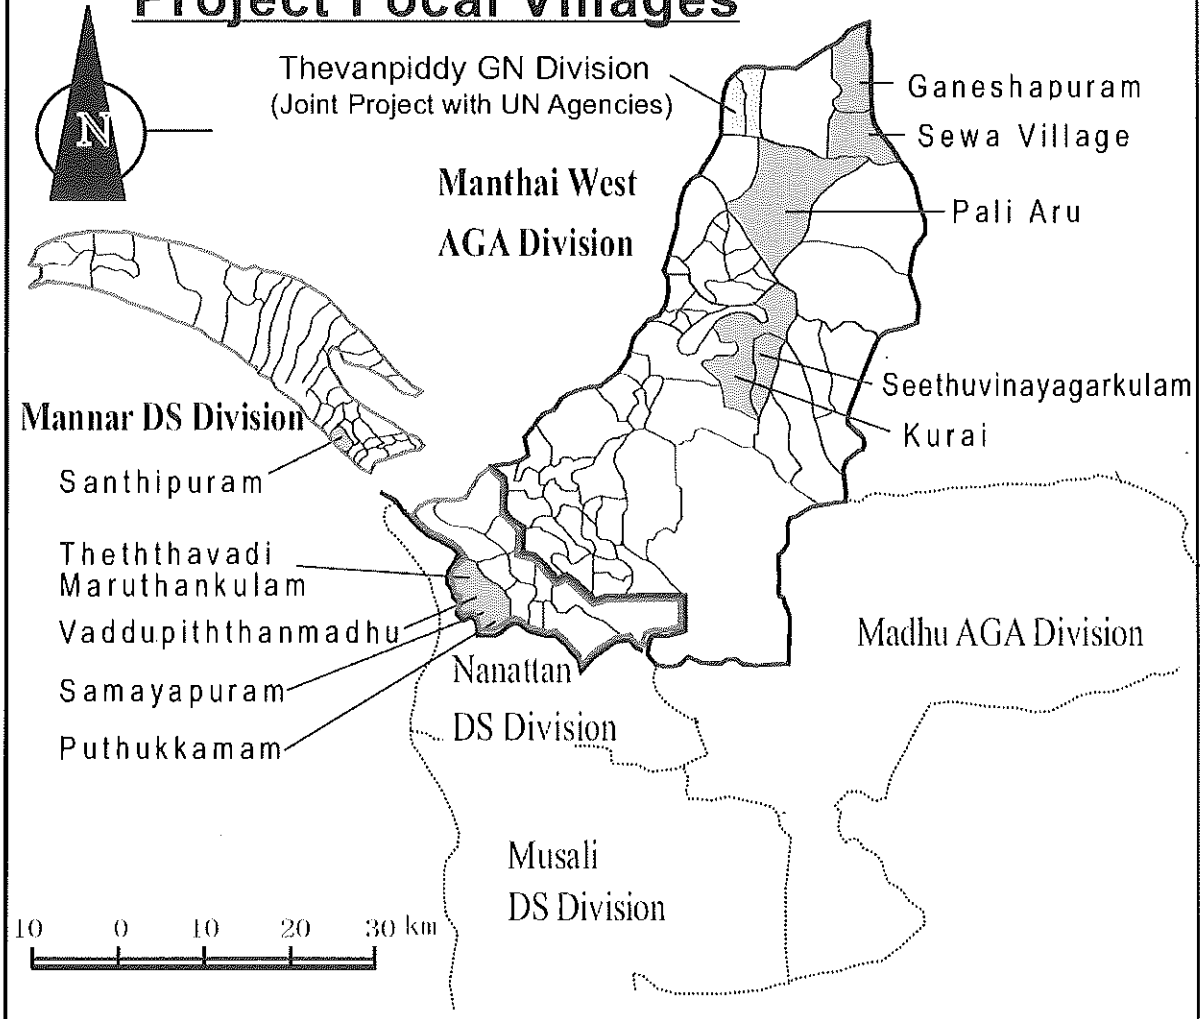 Project Focal Villages
N
Thevanpiddy GN Division
(Joint Project with UN Agencies)
Ganeshapuram
Sewa Village
Manthai West
AGA Division
Pali Aru
Seethuvinayagarkulam
Kurai
Mannar DS Division
Santhipuram
Theththavadi
Maruthankulam
Vaddupiththanmadhu
Samayapuram
Puthukkamam
Nanattan
DS Division
Madhu AGA Division
Musali
DS Division
10 0 10 20 30 km